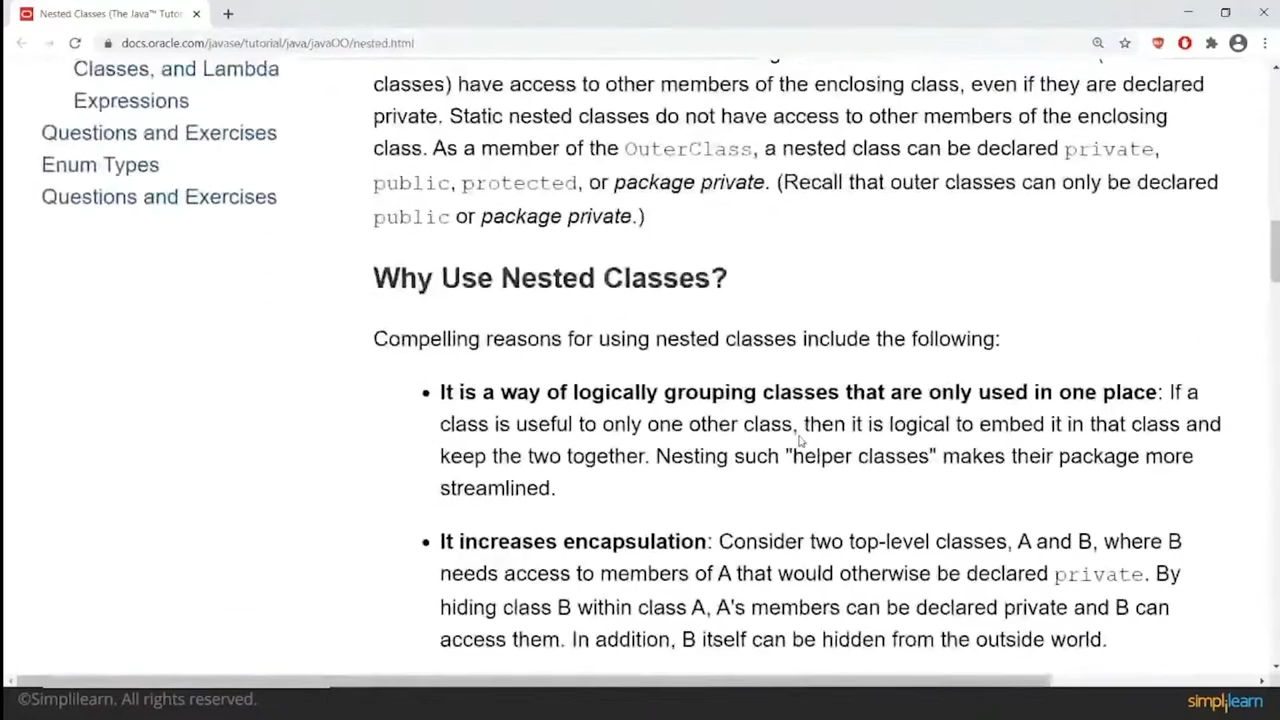 Nested Classes (The Java™ Tutor
docs.oracle.com/javase/tutorial/java/javaOO/nested.html
Classes, and Lambda
Expressions
Questions and Exercises
Enum Types
Questions and Exercises
classes) have access to other members of the enclosing class, even if they are declared
private. Static nested classes do not have access to other members of the enclosing
class. As a member of the OuterClass, a nested class can be declared private,
public, protected, or package private. (Recall that outer classes can only be declared
public or package private.)
Why Use Nested Classes?
Compelling reasons for using nested classes include the following:
• It is a way of logically grouping classes that are only used in one place: If a
class is useful to only one other class, then it is logical to embed it in that class and
keep the two together. Nesting such "helper classes" makes their package more
streamlined.
• It increases encapsulation: Consider two top-level classes, A and B, where B
needs access to members of A that would otherwise be declared private. By
hiding class B within class A, A's members can be declared private and B can
access them. In addition, B itself can be hidden from the outside world.
©Simplilearn. All rights reserved.
simplilearn